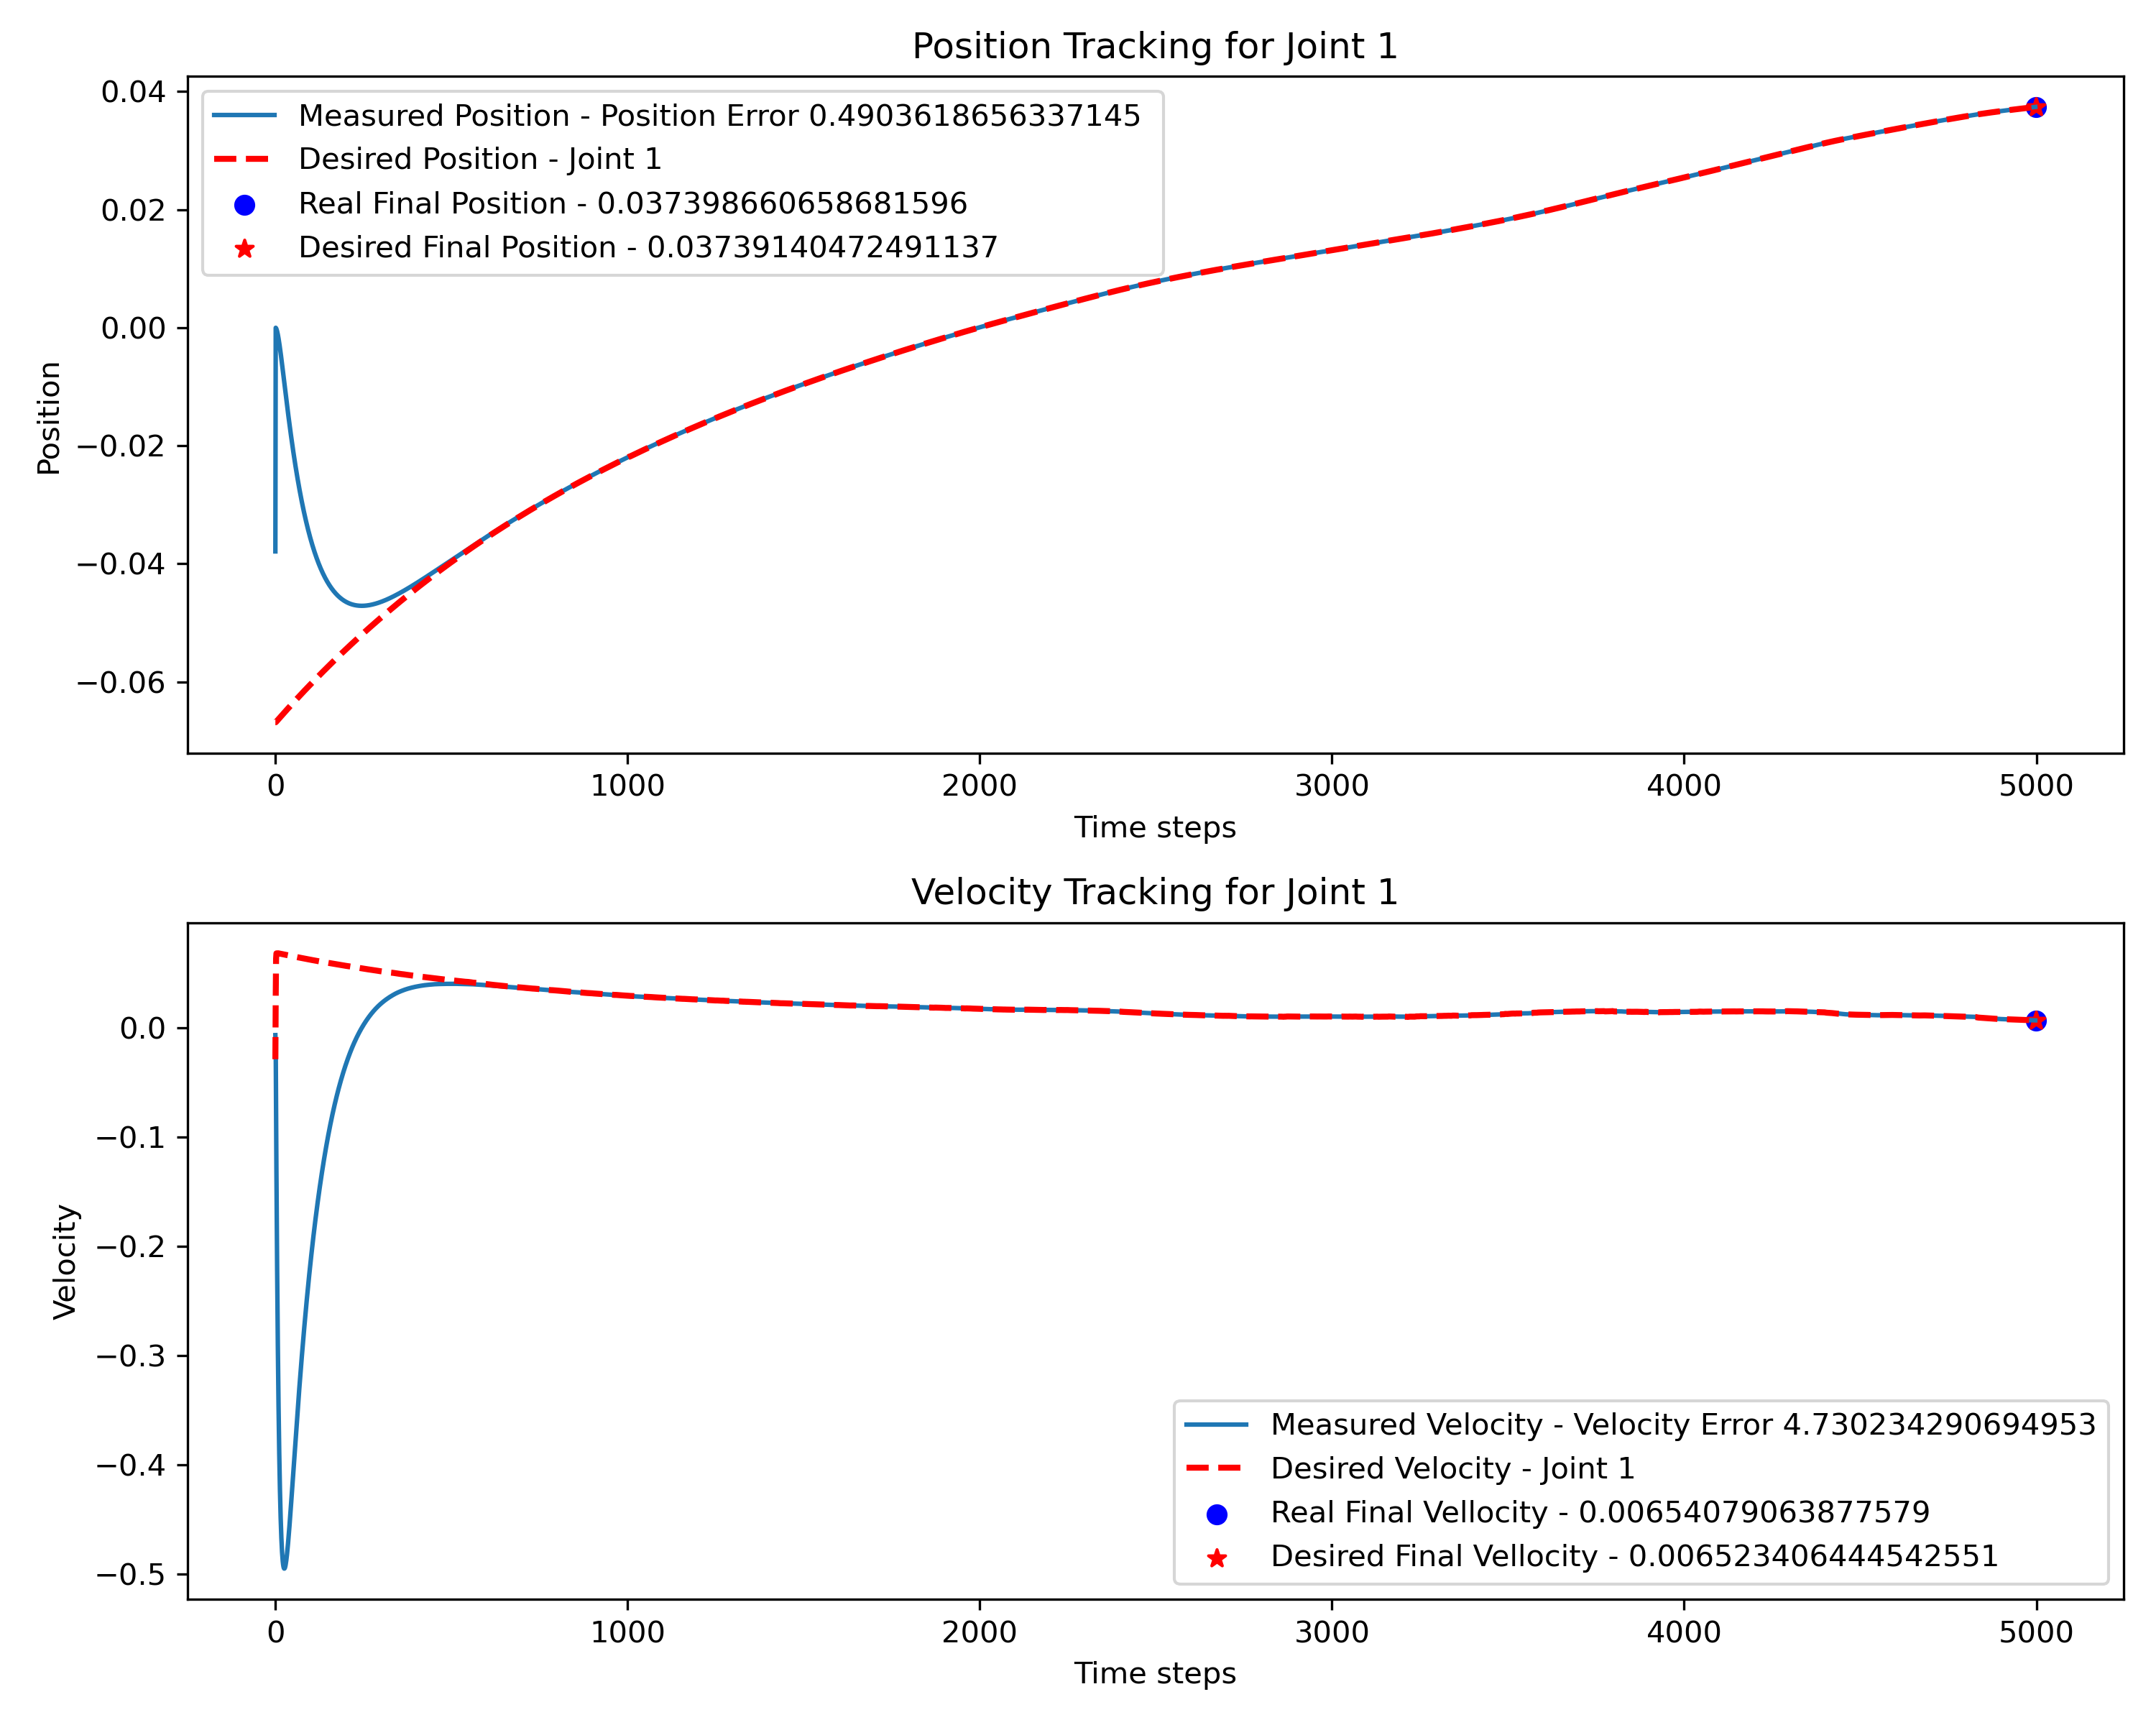 Position Tracking for Joint 1
0.04
0.02
0.00
−0.02
−0.04
−0.06
Position
Measured Position - Position Error 0.4903618656337145
Desired Position - Joint 1
Real Final Position - 0.037398660658681596
Desired Final Position - 0.03739140472491137
0 1000 2000 3000 4000 5000
Time steps
Velocity Tracking for Joint 1
0.0
−0.1
−0.2
−0.3
−0.4
−0.5
Velocity
Measured Velocity - Velocity Error 4.730234290694953
Desired Velocity - Joint 1
Real Final Vellocity - 0.00654079063877579
Desired Final Vellocity - 0.006523406444542551
0 1000 2000 3000 4000 5000
Time steps